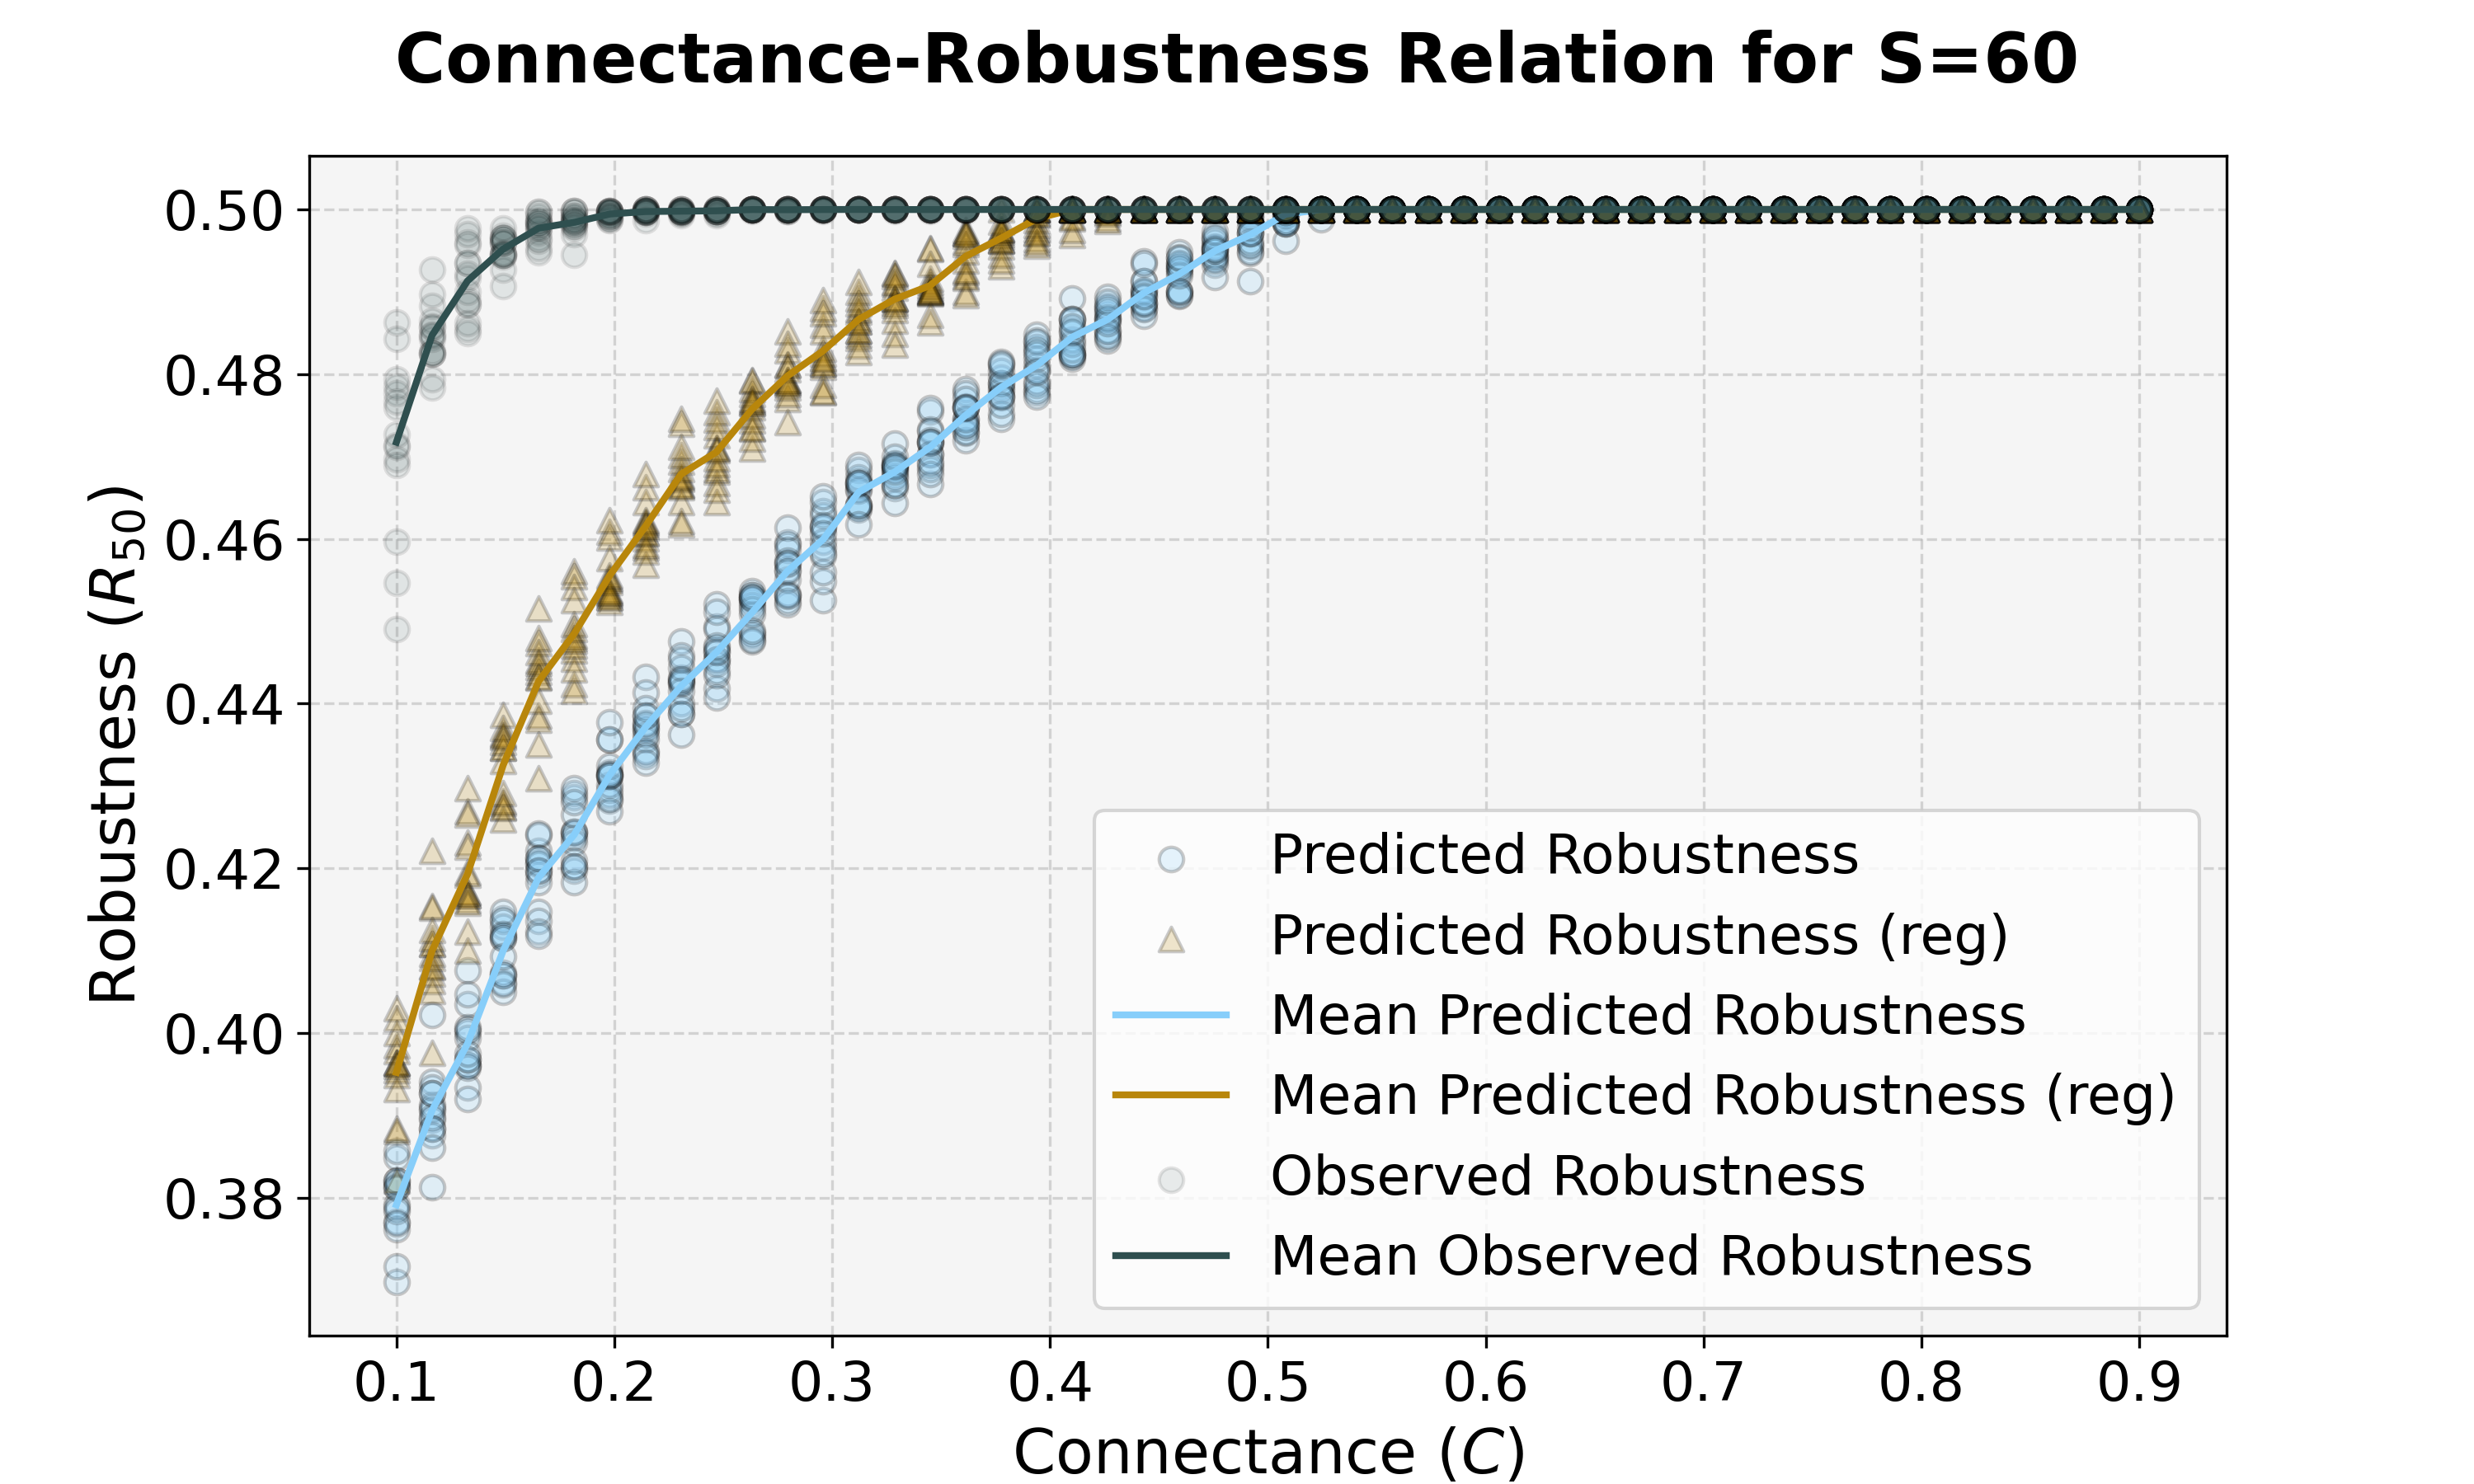 Connectance-Robustness Relation for S=60
Robustness (R50)
0.50
0.48
0.46
0.44
0.42
0.40
0.38
Predicted Robustness
Predicted Robustness (reg)
Mean Predicted Robustness
Mean Predicted Robustness (reg)
Observed Robustness
Mean Observed Robustness
0.1 0.2 0.3 0.4 0.5 0.6 0.7 0.8 0.9
Connectance (C)